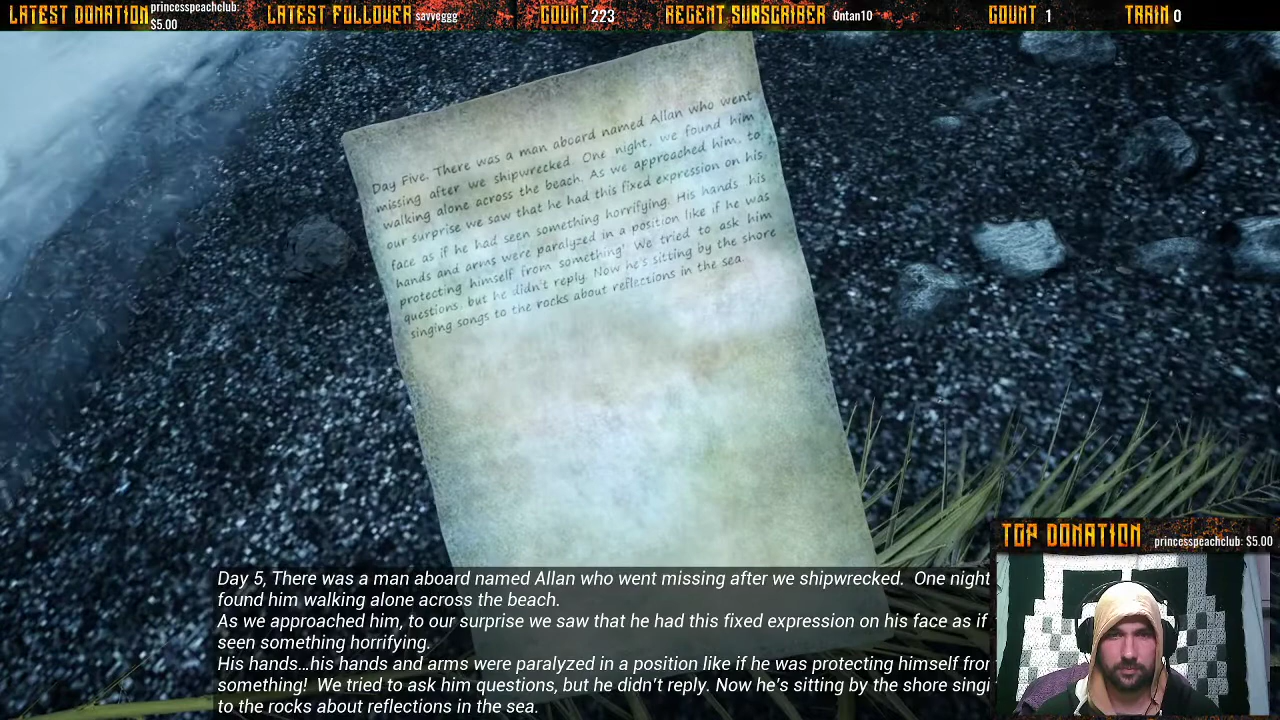 LATEST DONATION princesspeachclub: $5.00 LATEST FOLLOWER savveggg COUNT 223 RECENT SUBSCRIBER Ontan10 COUNT 1 TRAIN 0
Day Five. There was a man aboard named Allan who went
missing after we shipwrecked. One night, we found him
walking alone across the beach. As we approached him, to
our surprise we saw that he had this fixed expression on his
face as if he had seen something horrifying. His hands his
hands and arms were paralyzed in a position like if he was
protecting himself from something! We tried to ask him
questions, but he didn't reply. Now he's sitting by the shore
singing songs to the rocks about reflections in the sea.
Day 5, There was a man aboard named Allan who went missing after we shipwrecked. One night
found him walking alone across the beach.
As we approached him, to our surprise we saw that he had this fixed expression on his face as if
seen something horrifying.
His hands...his hands and arms were paralyzed in a position like if he was protecting himself fror
something! We tried to ask him questions, but he didn't reply. Now he's sitting by the shore singi
to the rocks about reflections in the sea.
TOP DONATION princesspeachclub: $5.00